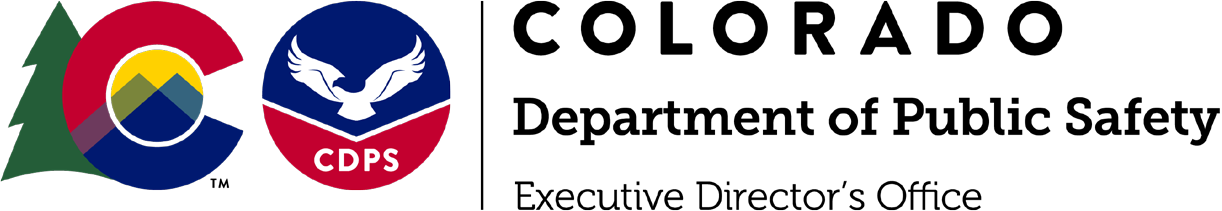 TM
CDPS
COLORADO
Department of Public Safety
Executive Director's Office